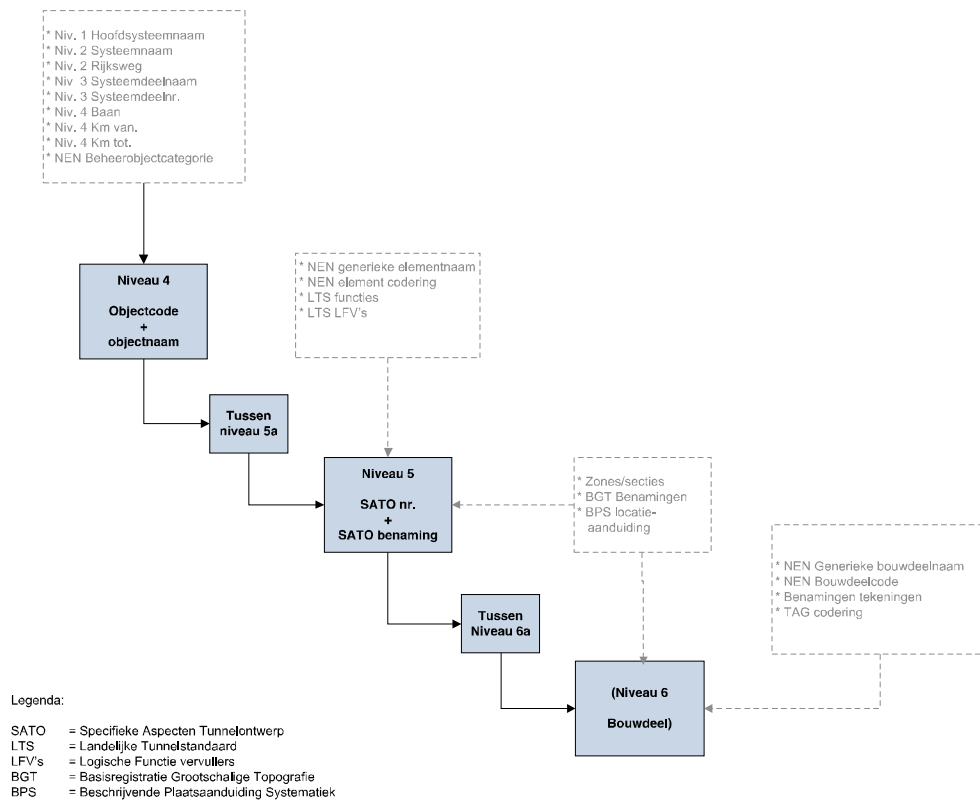 * Niv. 1 Hoofdsysteemnaam
* Niv. 2 Systeemnaam
* Niv. 2 Rijksweg
* Niv 3 Systeemdeelnaam
* Niv. 3 Systeemdeelnr.
* Niv. 4 Baan
* Niv. 4 Km van.
* Niv. 4 Km tot.
* NEN Beheerobjectcategorie
Niveau 4
Objectcode
+
objectnaam
* NEN generieke elementnaam
* NEN element codering
* LTS functies
* LTS LFV's
Tussen
niveau 5a
Niveau 5
SATO nr.
+
SATO benaming
* Zones/secties
* BGT Benamingen
* BPS locatie-
aanduiding
* NEN Generieke bouwdeelnaam
* NEN Bouwdeelcode
* Benamingen tekeningen
* TAG codering
Tussen
Niveau 6a
(Niveau 6
Bouwdeel)
Legenda:
SATO = Specifieke Aspecten Tunnelontwerp
LTS = Landelijke Tunnelstandaard
LFV's = Logische Functie vervullers
BGT = Basisregistratie Grootschalige Topografie
BPS = Beschrijvende Plaatsaanduiding Systematiek